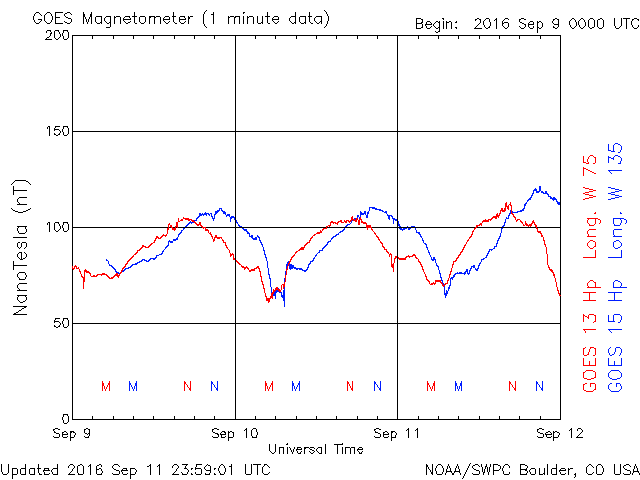 GOES Magnetometer (1 minute data)
Begin: 2016 Sep 9 0000 UTC
200
150
100
50
0
NanoTesla (nT)
M M N N M M N N M M N N
Sep 9 Sep 10 Sep 11 Sep 12
Universal Time
GOES 13 Hp Long. W 75
GOES 15 Hp Long. W 135
Updated 2016 Sep 11 23:59:01 UTC
NOAA/SWPC Boulder, CO USA